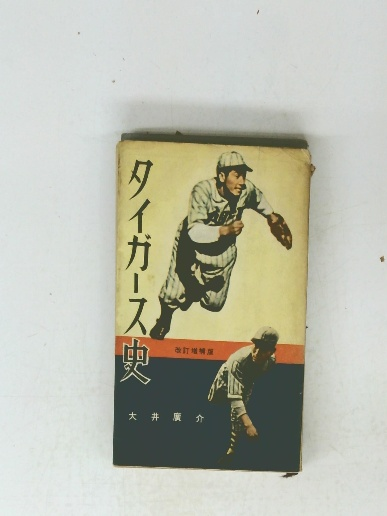 タイガース史
改訂増補版
大井廣介